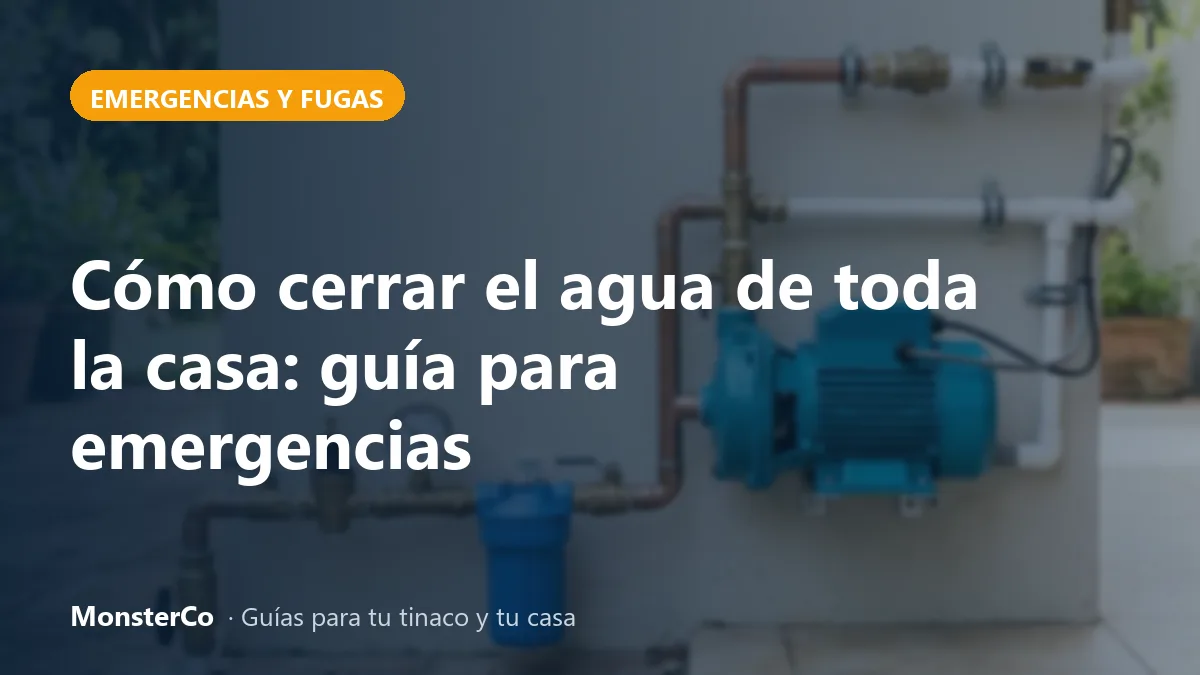 EMERGENCIAS Y FUGAS
Cómo cerrar el agua de toda
la casa: guía para
emergencias
MonsterCo · Guías para tu tinaco y tu casa